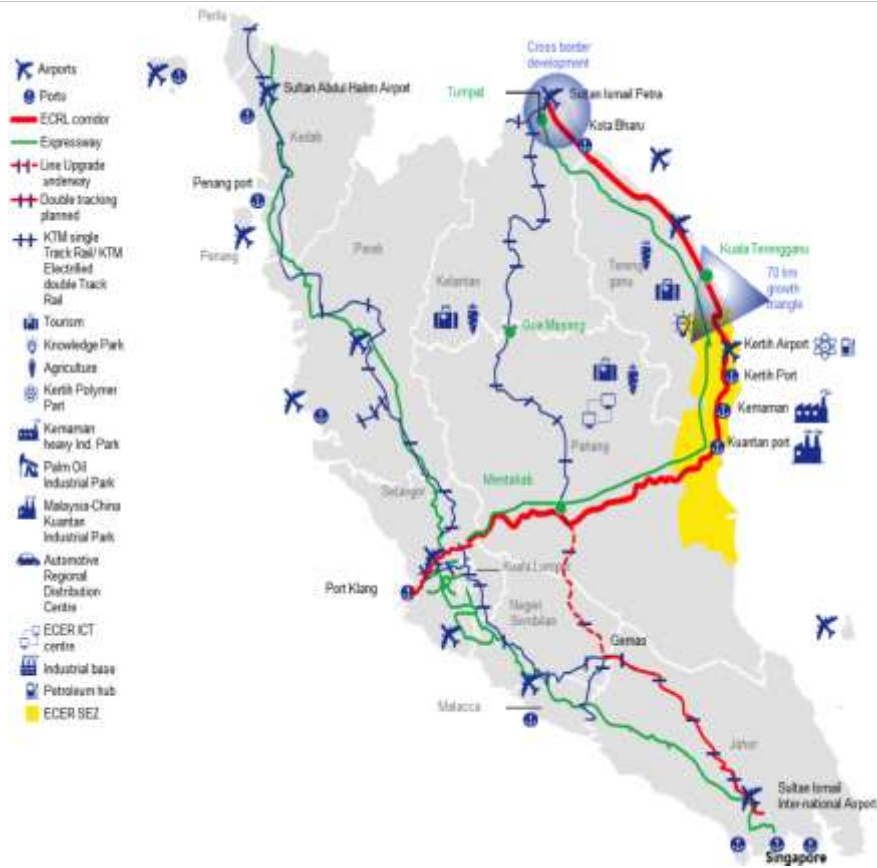 Perlis
Cross border
development
Airports
Sultan Abdul Halim Airport
Tumpat
Sultan Ismail Petra
Ports
ECRL corridor
Kota Bharu
Expressway
Kedah
Line Upgrade
underway
Penang port
Double tracking
planned
KTM single
Track Rail/ KTM
Electrified
double Track
Rail
Penang
Perak
Kelantan
Tereng
ganu
Kuala Terengganu
70 km
growth
triangle
Tourism
Knowledge Park
Gua Musang
Agriculture
Kertih Airport
Kertih Polymer
Part
Kertih Port
Kemaman
heavy Ind. Park
Kemaman
Palm Oil
Industrial Park
Pahang
Kuantan port
Mentakab
Selangor
Malaysia-China
Kuantan
Industrial Park
Automotive
Regional
Distribution
Centre
Port Klang
Kuala Lumpur
Negeri
Sembilan
ECER ICT
centre
Gemas
Industrial base
Petroleum hub
Malacca
ECER SEZ
Johor
Sultan Ismail
Inter-national Airport
Singapore